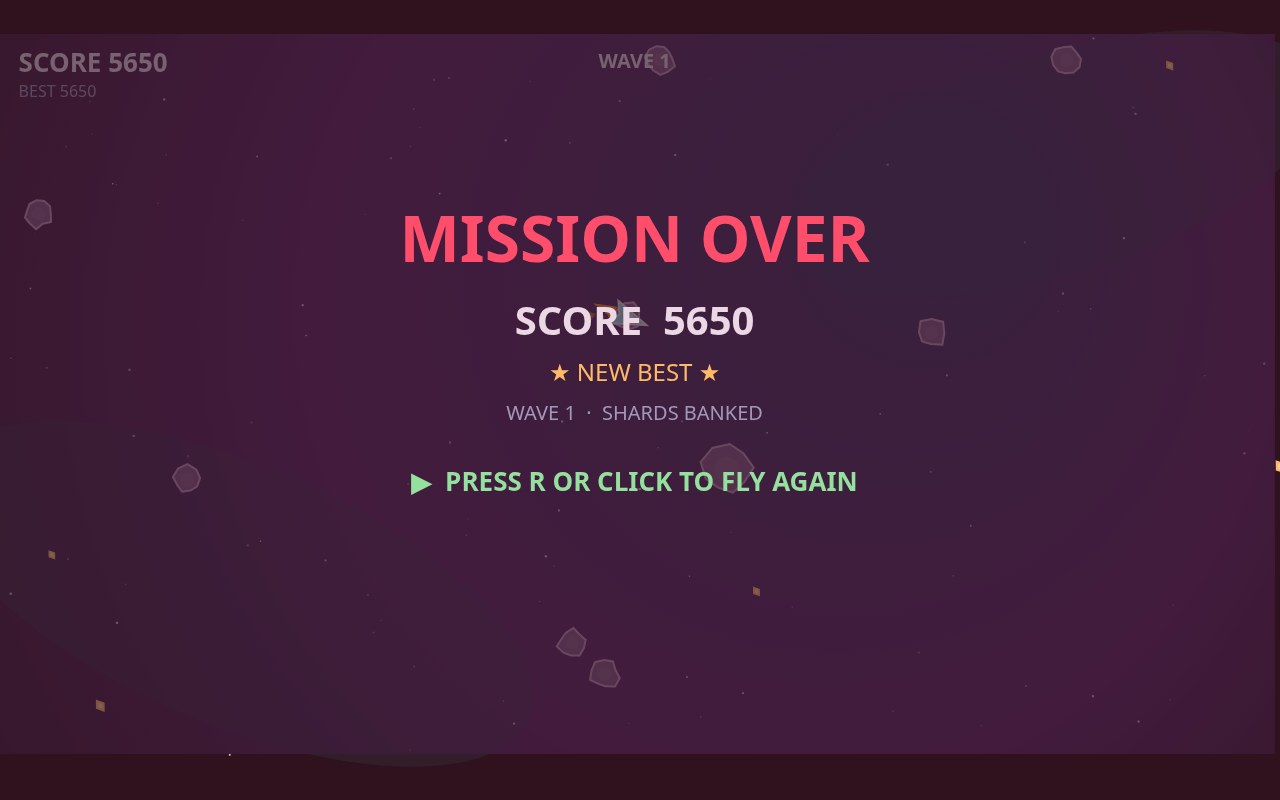 SCORE 5650
WAVE 1
BEST 5650
MISSION OVER
SCORE 5650
★ NEW BEST ★
WAVE 1 · SHARDS BANKED
▶ PRESS R OR CLICK TO FLY AGAIN